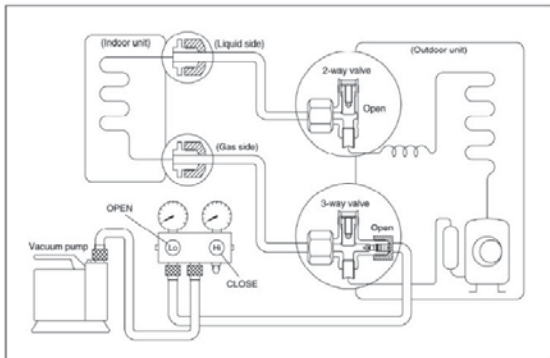 (Indoor unit)
(Liquid side)
(Outdoor unit)
2-way valve
Open
(Gas side)
3-way valve
Open
OPEN
Lo
Hi
CLOSE
Vacuum pump